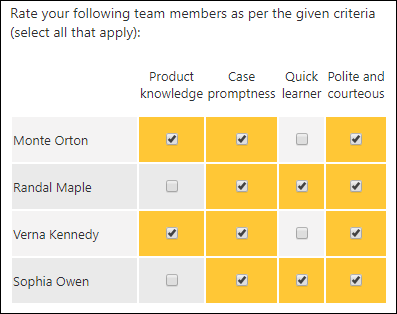 Rate your following team members as per the given criteria
(select all that apply):
Product knowledge
Case promptness
Quick learner
Polite and courteous
Monte Orton
Randal Maple
Verna Kennedy
Sophia Owen